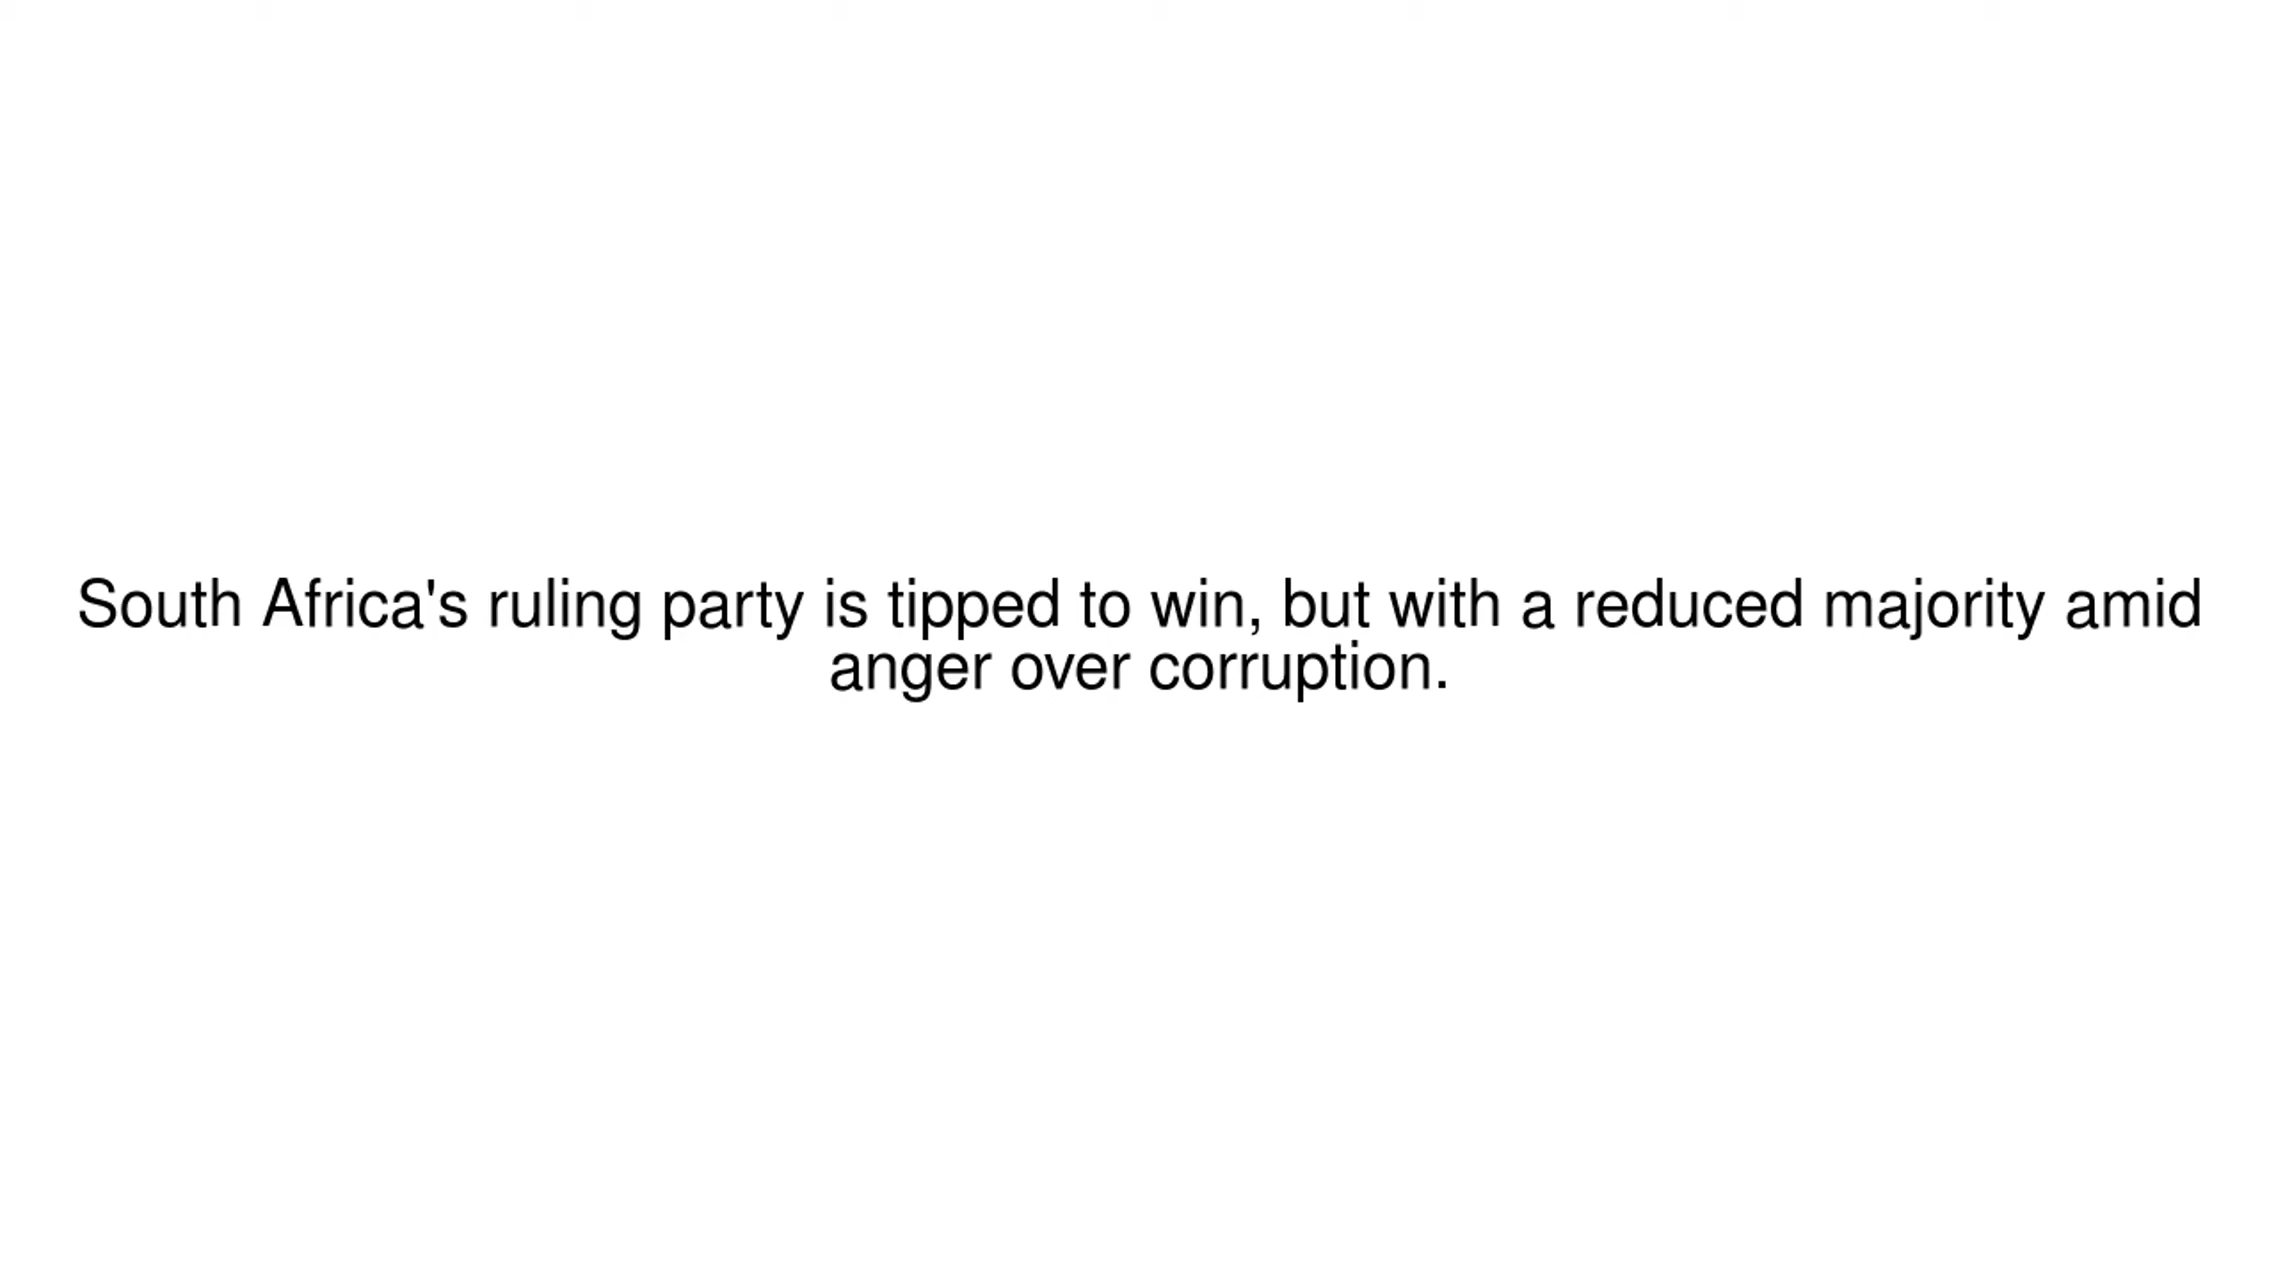 South Africa's ruling party is tipped to win, but with a reduced majority amid
anger over corruption.